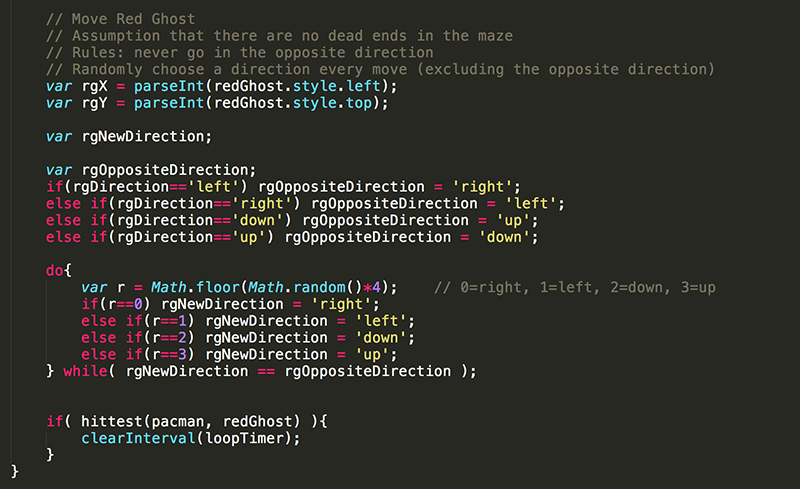 // Move Red Ghost
// Assumption that there are no dead ends in the maze
// Rules: never go in the opposite direction
// Randomly choose a direction every move (excluding the opposite direction)
var rgX = parseInt(redGhost.style.left);
var rgY = parseInt(redGhost.style.top);
var rgNewDirection;
var rgOppositeDirection;
if(rgDirection=='left') rgOppositeDirection = 'right';
else if(rgDirection=='right') rgOppositeDirection = 'left';
else if(rgDirection=='down') rgOppositeDirection = 'up';
else if(rgDirection=='up') rgOppositeDirection = 'down';
do{
var r = Math.floor(Math.random()*4); // 0=right, 1=left, 2=down, 3=up
if(r==0) rgNewDirection = 'right';
else if(r==1) rgNewDirection = 'left';
else if(r==2) rgNewDirection = 'down';
else if(r==3) rgNewDirection = 'up';
} while( rgNewDirection == rgOppositeDirection );
if( hittest(pacman, redGhost) ){
clearInterval(loopTimer);
}
}